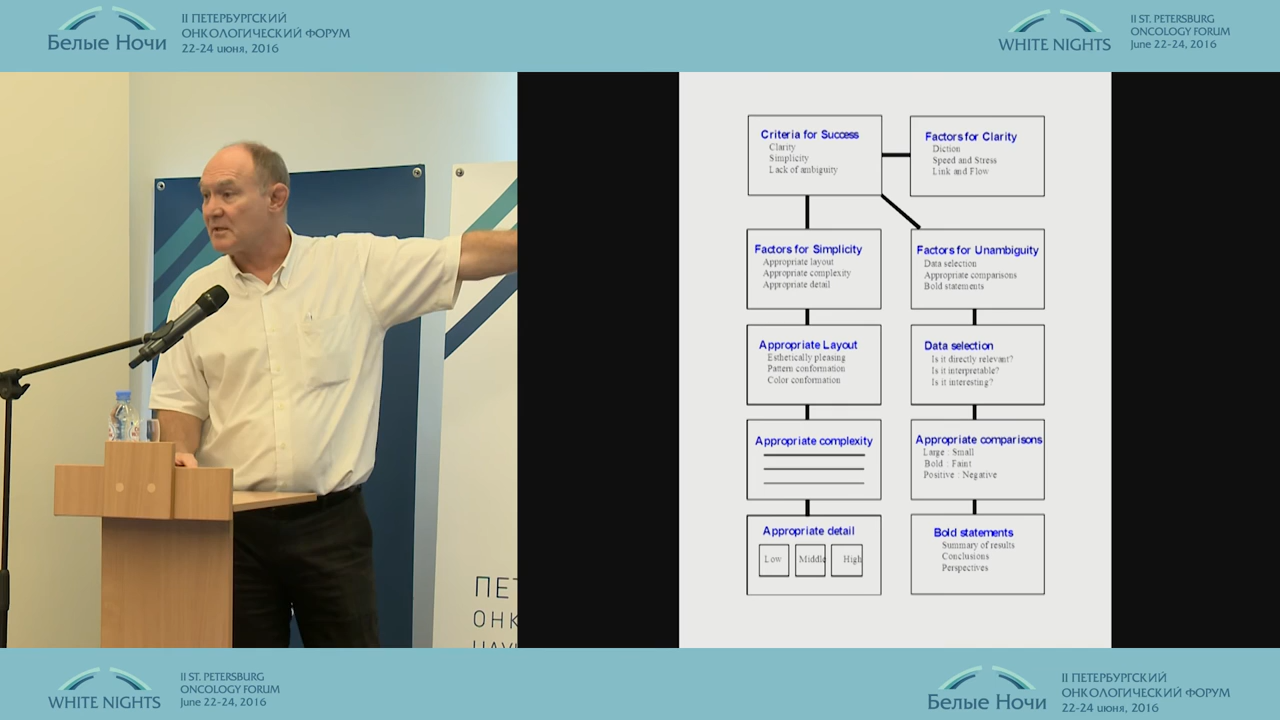 Белые Ночи
II ПЕТЕРБУРГСКИЙ
ОНКОЛОГИЧЕСКИЙ ФОРУМ
22-24 июня, 2016
WHITE NIGHTS
II ST. PETERSBURG
ONCOLOGY FORUM
June 22-24, 2016
Criteria for Success
Clarity
Simplicity
Lack of ambiguity
Factors for Clarity
Diction
Speed and Stress
Link and Flow
Factors for Simplicity
Appropriate layout
Appropriate complexity
Appropriate detail
Factors for Unambiguity
Data selection
Appropriate comparisons
Bold statements
Appropriate Layout
Esthetically pleasing
Pattern conformation
Color conformation
Data selection
Is it directly relevant?
Is it interpretable?
Is it interesting?
Appropriate complexity
Appropriate comparisons
Large : Small
Bold : Faint
Positive : Negative
Appropriate detail
Low Middle High
Bold statements
Summary of results
Conclusions
Perspectives
ПЕТ
ОНК
НАУ
WHITE NIGHTS
II ST. PETERSBURG
ONCOLOGY FORUM
June 22-24, 2016
Белые Ночи
II ПЕТЕРБУРГСКИЙ
ОНКОЛОГИЧЕСКИЙ ФОРУМ
22-24 июня, 2016